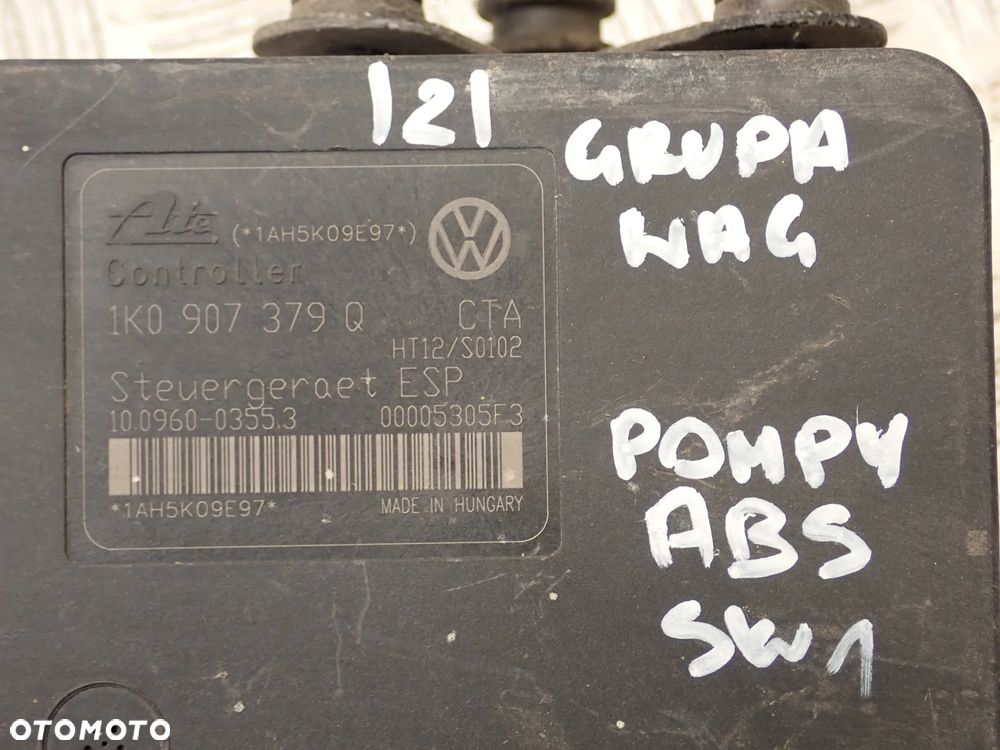 121
GRUPA
WAG
Ate (*1AH5K09E97*)
Controller
1K0 907 379 Q CTA
HT12/S0102
Steuergeraet ESP
10.0960-0355.3 00005305F3
*1AH5K09E97* MADE IN HUNGARY
POMPY
ABS
SKW1
OTOMOTO